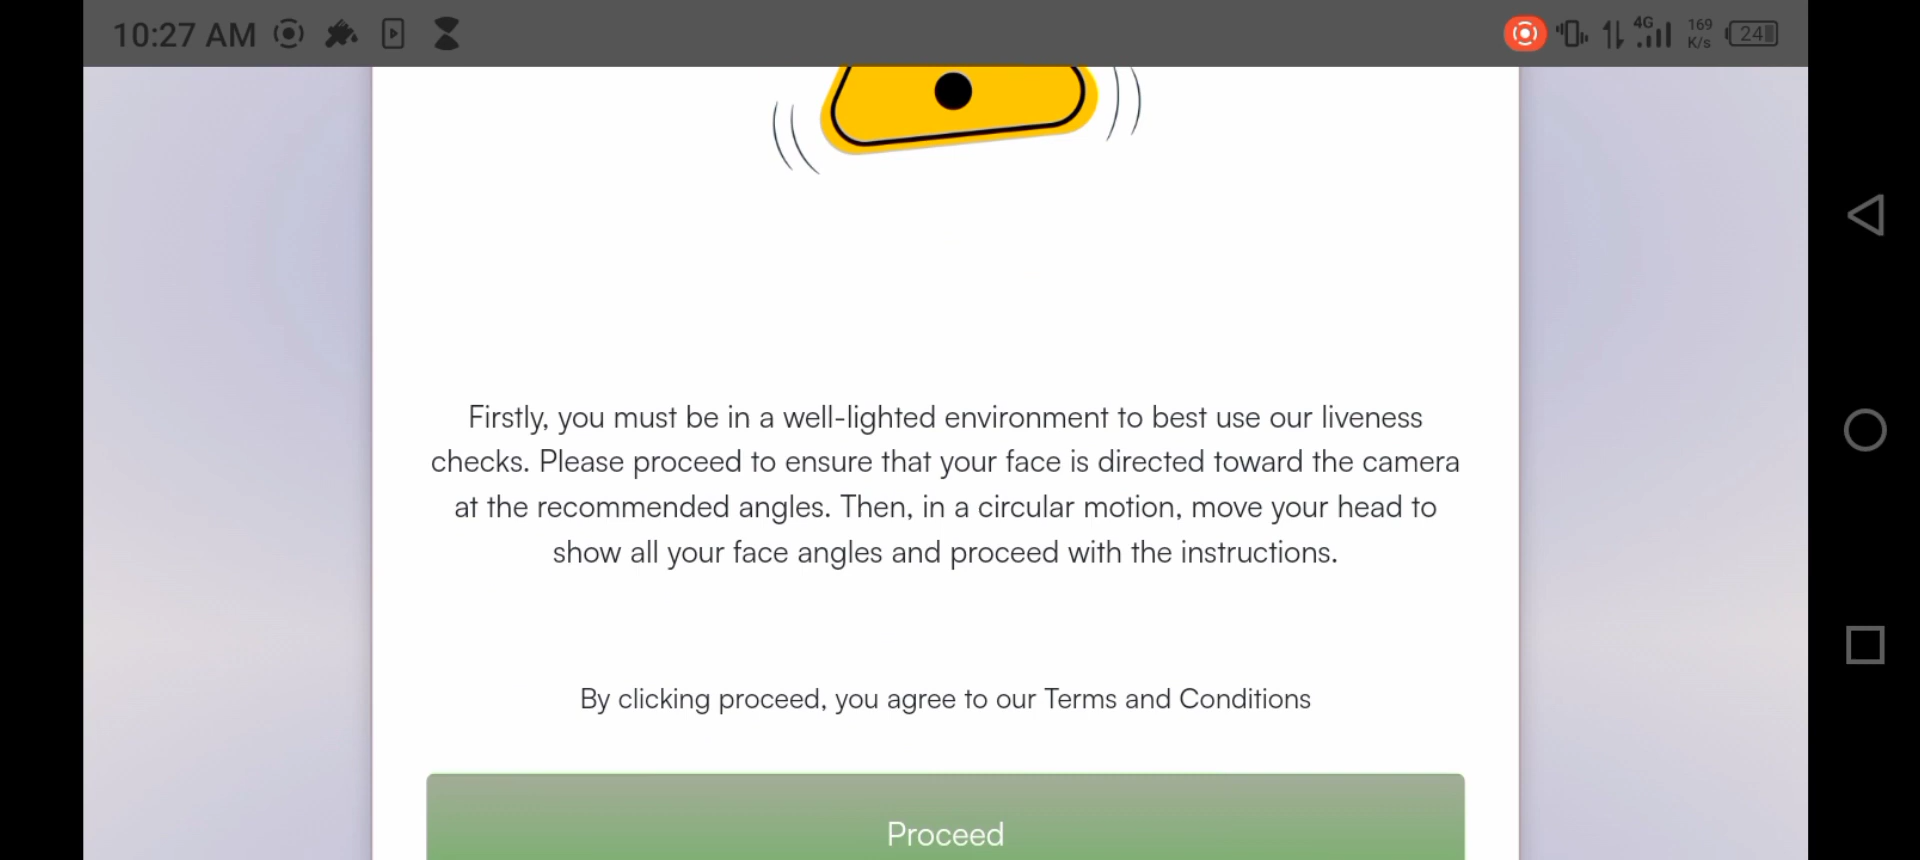 10:27 AM
4G
169
K/s
24
Firstly, you must be in a well-lighted environment to best use our liveness
checks. Please proceed to ensure that your face is directed toward the camera
at the recommended angles. Then, in a circular motion, move your head to
show all your face angles and proceed with the instructions.
By clicking proceed, you agree to our Terms and Conditions
Proceed